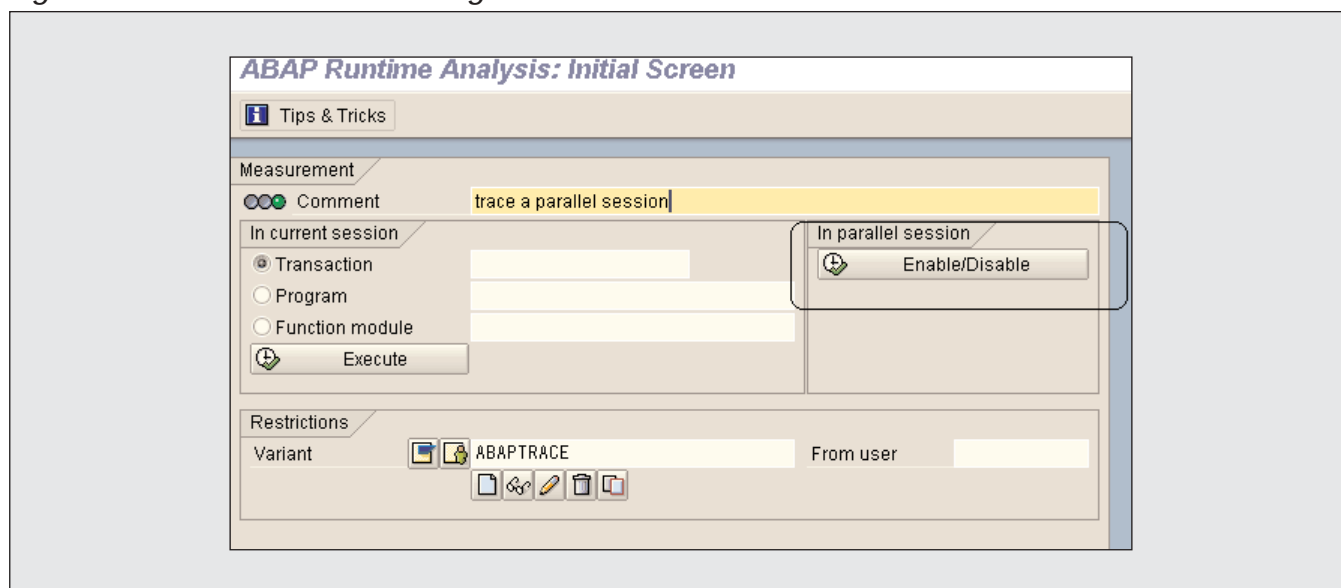 ABAP Runtime Analysis: Initial Screen
Tips & Tricks
Measurement
Comment trace a parallel session
In current session In parallel session
Transaction Enable/Disable
Program
Function module
Execute
Restrictions
Variant ABAPTRACE From user